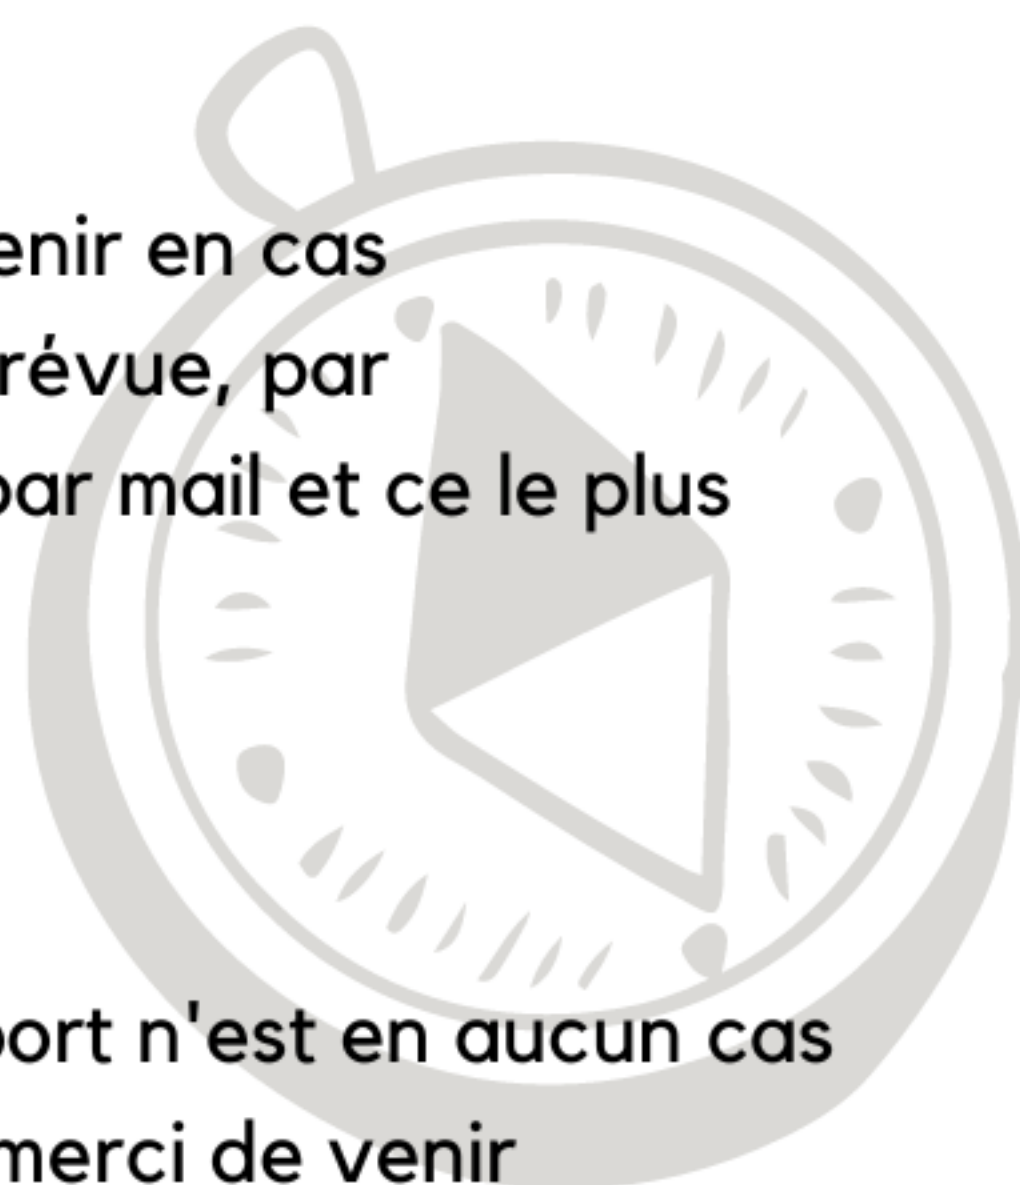 enir en cas
révue, par
par mail et ce le plus
port n'est en aucun cas
merci de venir